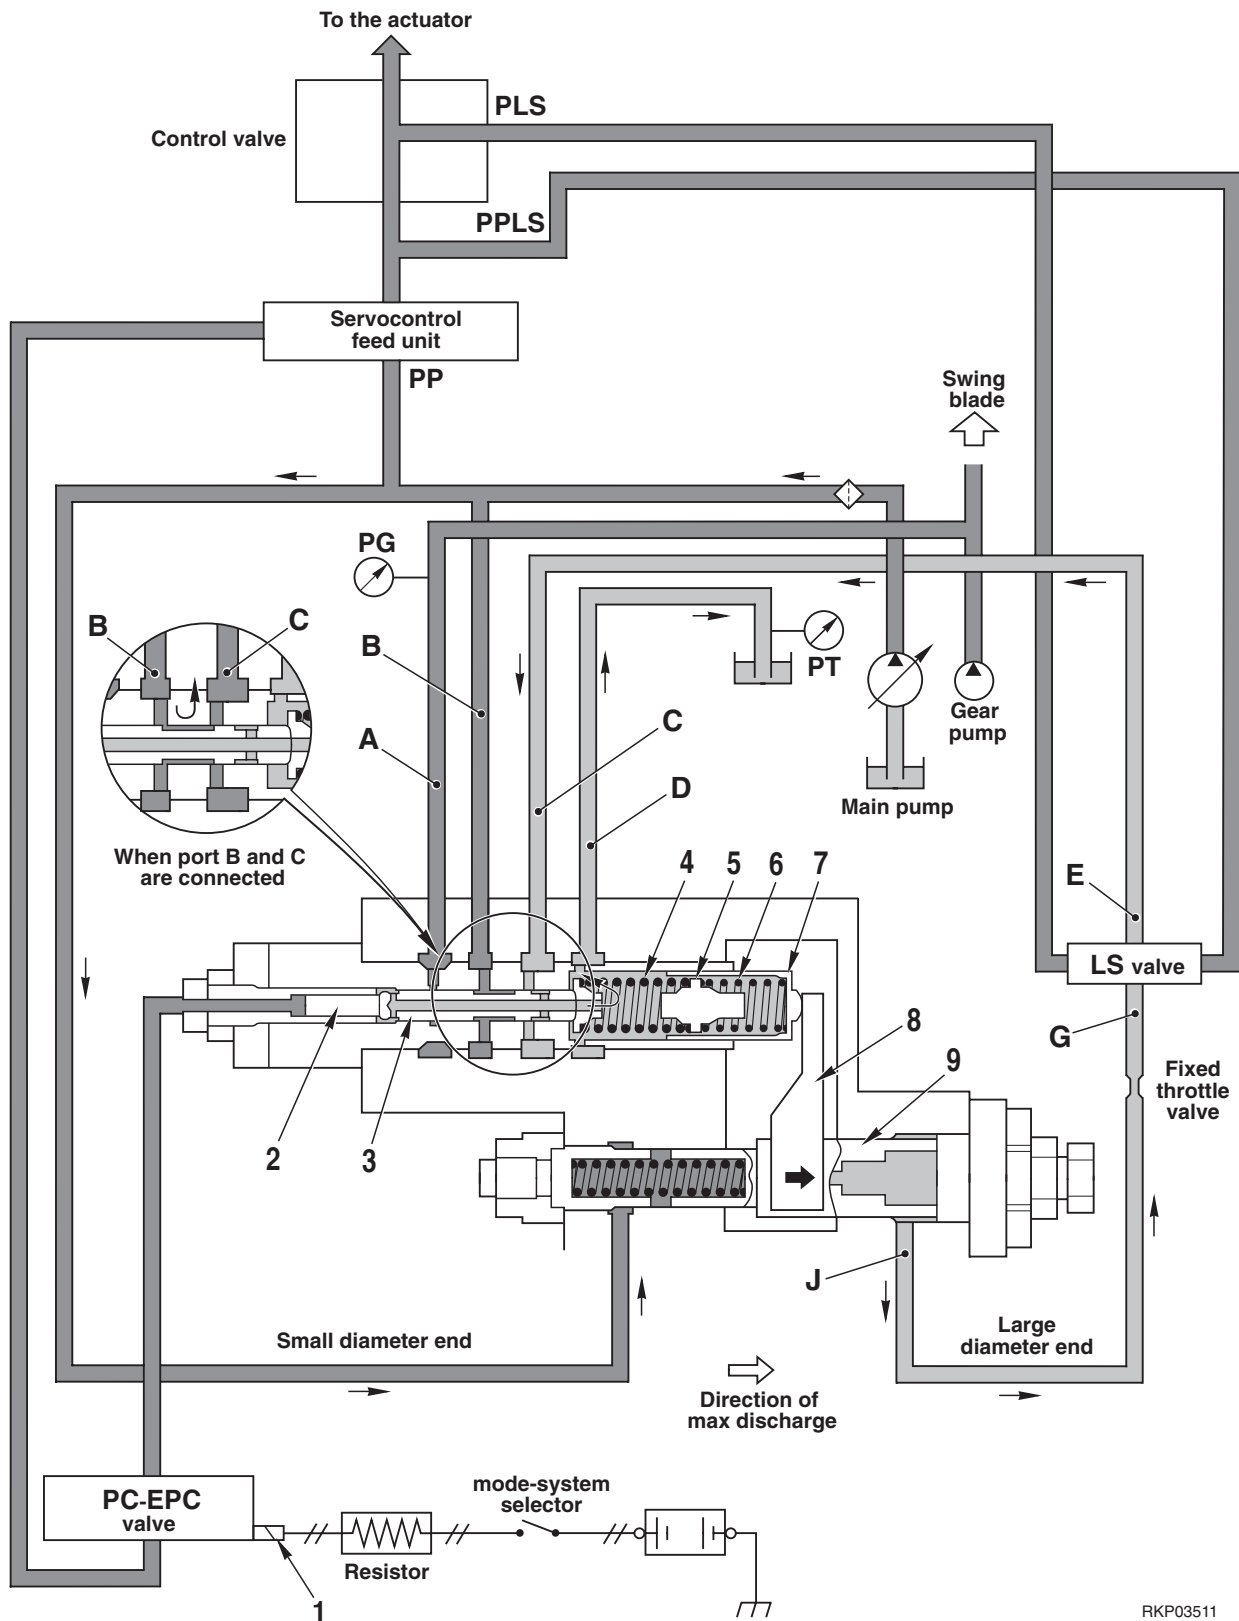 To the actuator
PLS
Control valve
PPLS
Servocontrol
feed unit
PP
Swing
blade
PG
B
C
B
PT
Gear
pump
A
C
D
Main pump
When port B and C
are connected
4
5
6
7
E
LS valve
8
G
9
Fixed
throttle
valve
2
3
J
Small diameter end
Large
diameter end
Direction of
max discharge
mode-system
selector
PC-EPC
valve
Resistor
1
RKP03511